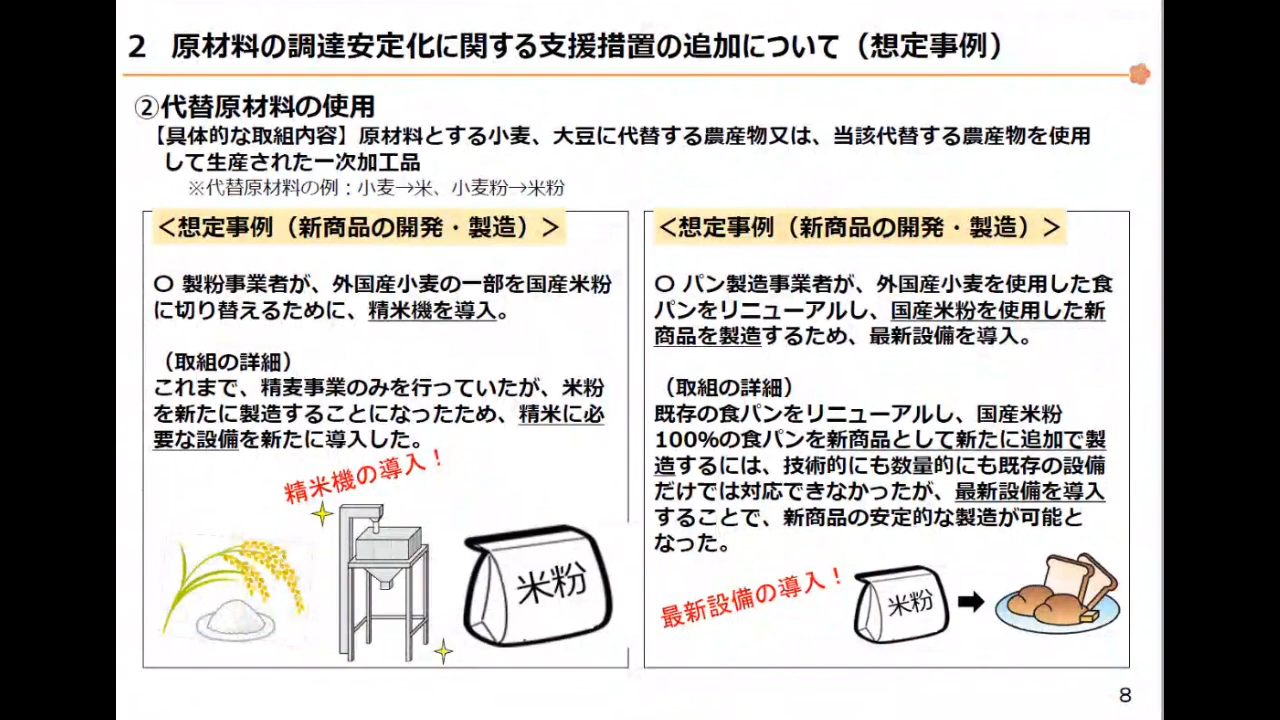 2 原材料の調達安定化に関する支援措置の追加について（想定事例）
②代替原材料の使用
【具体的な取組内容】原材料とする小麦、大豆に代替する農産物又は、当該代替する農産物を使用
して生産された一次加工品
※代替原材料の例：小麦→米、小麦粉→米粉
＜想定事例（新商品の開発・製造）＞
〇 製粉事業者が、外国産小麦の一部を国産米粉
に切り替えるために、精米機を導入。
（取組の詳細）
これまで、精麦事業のみを行っていたが、米粉
を新たに製造することになったため、精米に必
要な設備を新たに導入した。
精米機の導入！
米粉
＜想定事例（新商品の開発・製造）＞
〇 パン製造事業者が、外国産小麦を使用した食
パンをリニューアルし、国産米粉を使用した新
商品を製造するため、最新設備を導入。
（取組の詳細）
既存の食パンをリニューアルし、国産米粉
100%の食パンを新商品として新たに追加で製
造するには、技術的にも数量的にも既存の設備
だけでは対応できなかったが、最新設備を導入
することで、新商品の安定的な製造が可能と
なった。
最新設備の導入！
米粉
8